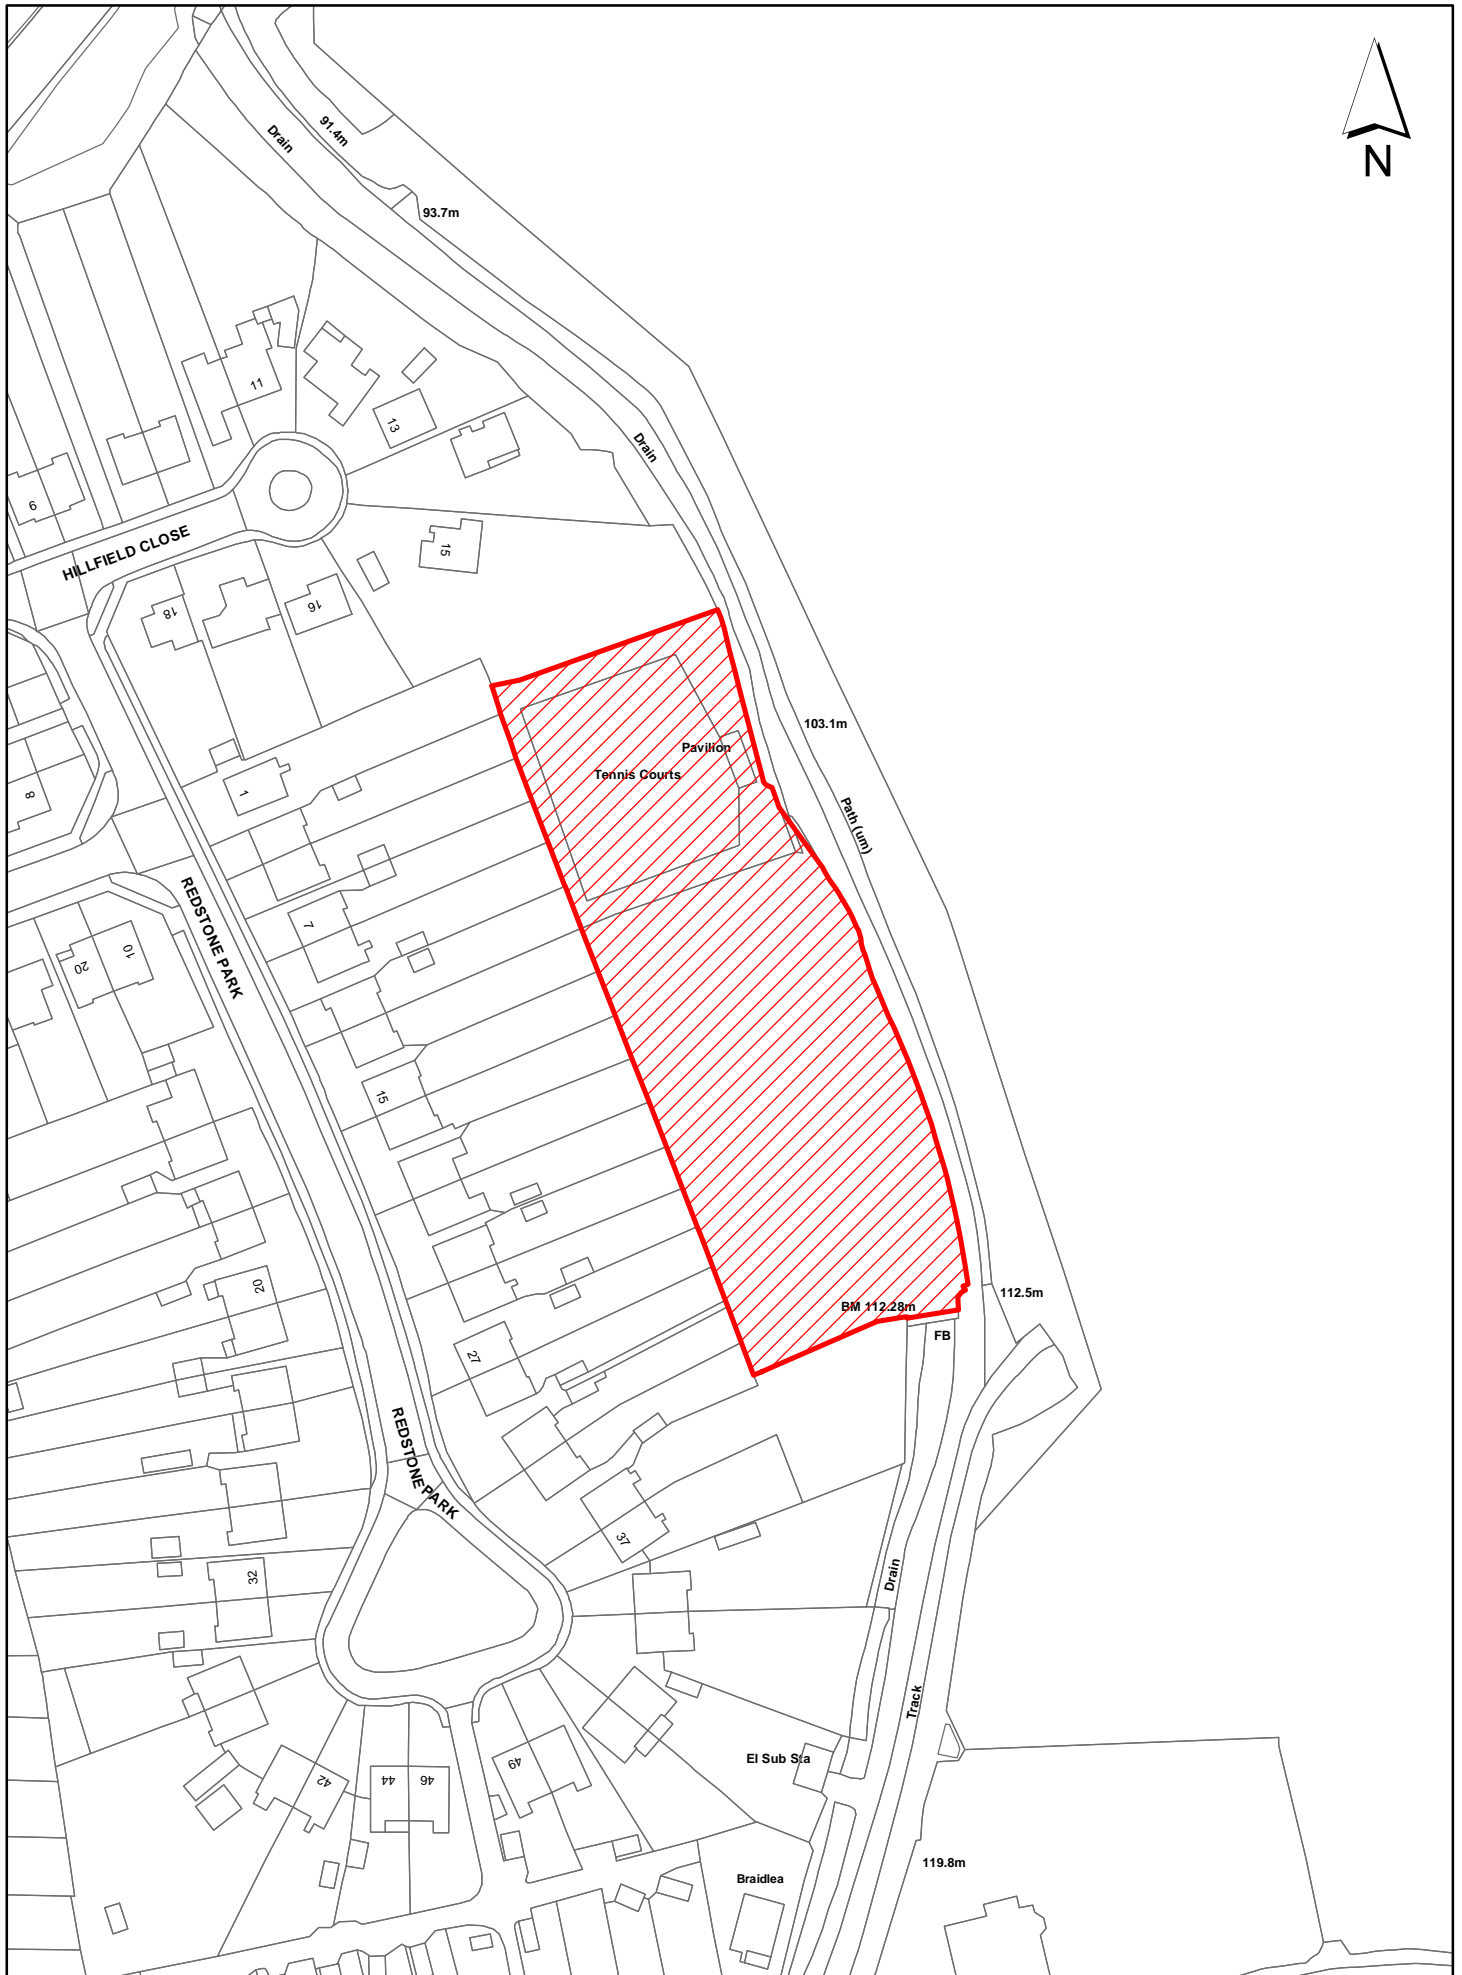 N
Drain
91.4m
93.7m
11
13
Drain
9
HILLFIELD CLOSE
15
18
16
103.1m
Pavilion
Tennis Courts
1
8
Path (um)
7
REDSTONE PARK
10
20
15
20
112.5m
BM 112.28m
FB
27
REDSTONE PARK
37
Drain
32
Track
El Sub Sta
49
42
44
46
119.8m
Braidlea